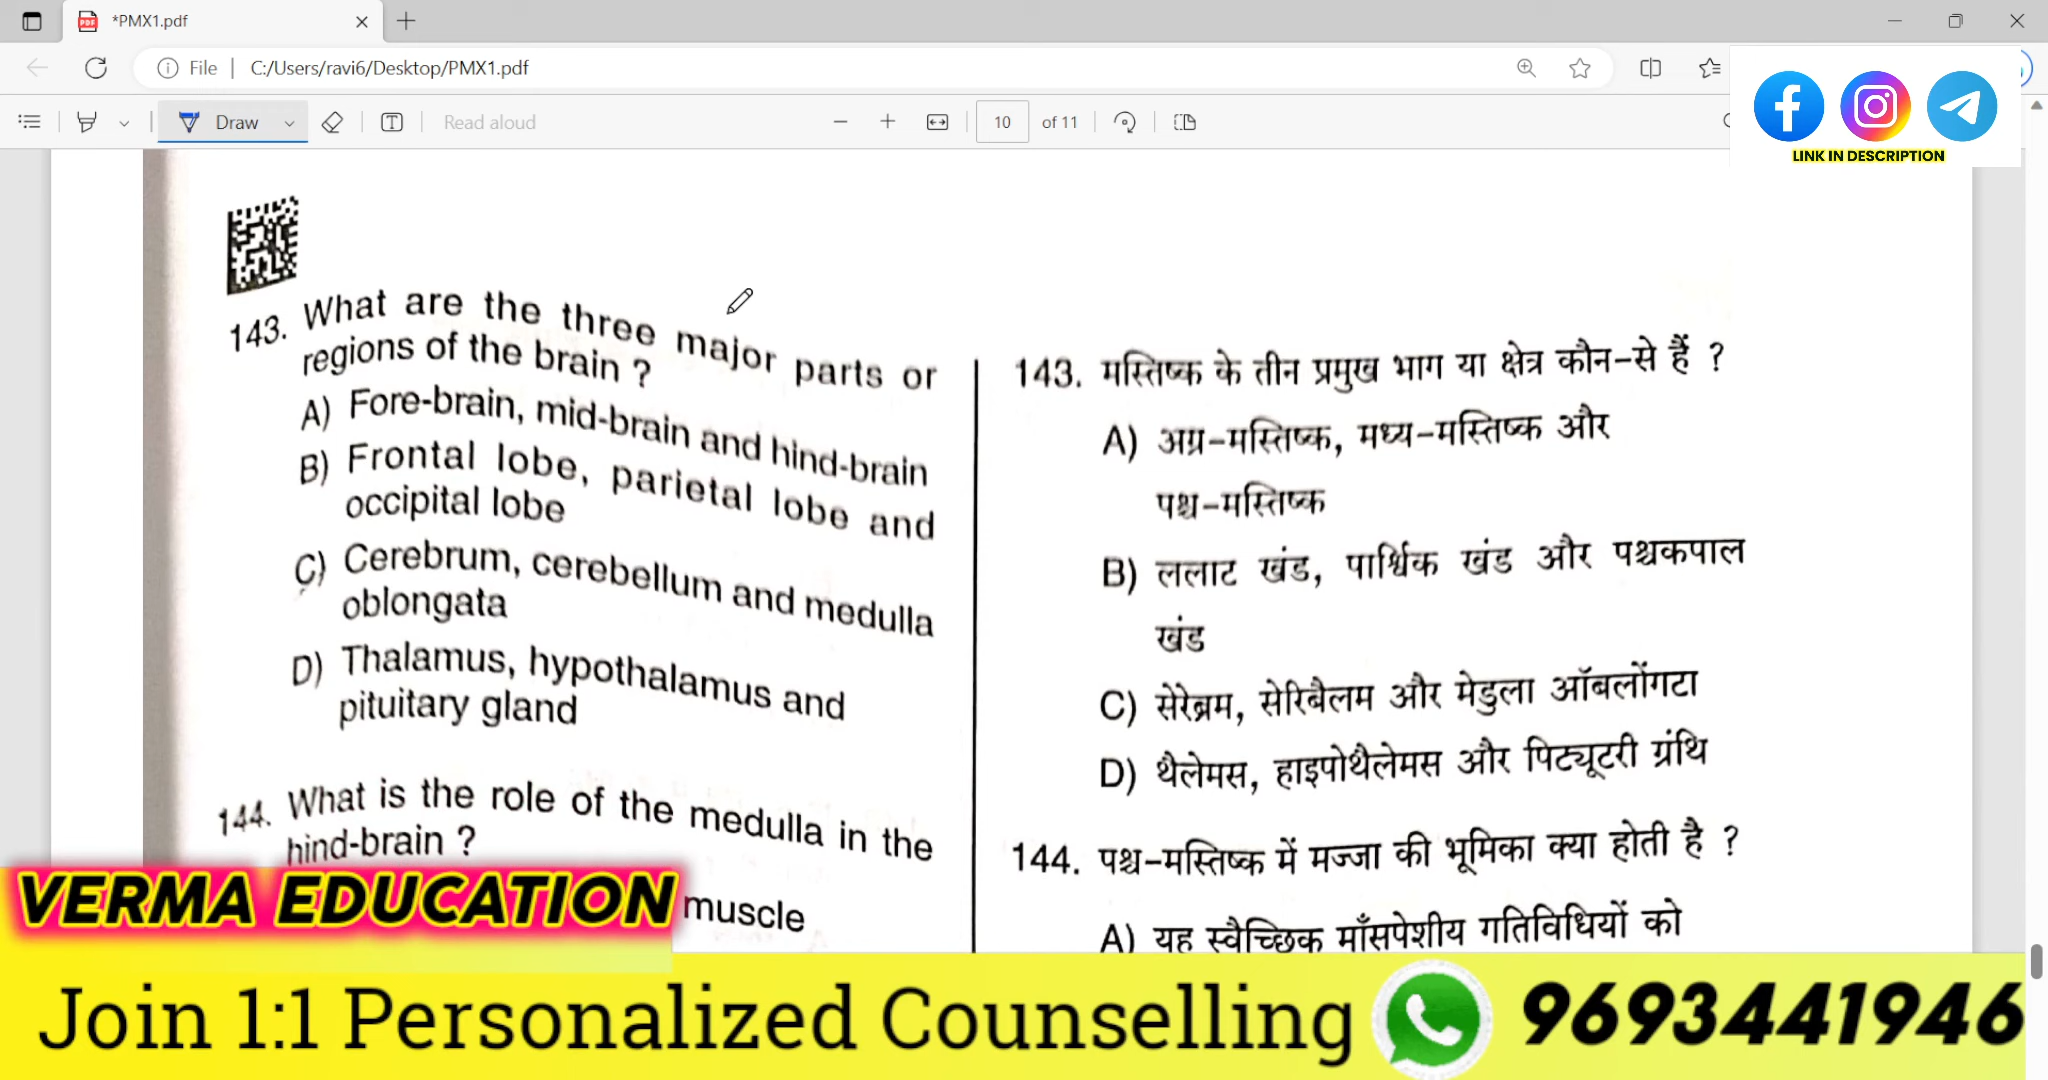 *PMX1.pdf
File
C:/Users/ravi6/Desktop/PMX1.pdf
Draw
Read aloud
10 of 11
LINK IN DESCRIPTION
143. What are the three major parts or
regions of the brain ?
A) Fore-brain, mid-brain and hind-brain
B) Frontal lobe, parietal lobe and
occipital lobe
C) Cerebrum, cerebellum and medulla
oblongata
D) Thalamus, hypothalamus and
pituitary gland
144. What is the role of the medulla in the
hind-brain ?
muscle
143. मस्तिष्क के तीन प्रमुख भाग या क्षेत्र कौन-से हैं ?
A) अग्र-मस्तिष्क, मध्य-मस्तिष्क और
पश्च-मस्तिष्क
B) ललाट खंड, पार्श्विक खंड और पश्चकपाल
खंड
C) सेरेब्रम, सेरिबैलम और मेडुला ऑबलोंगटा
D) थैलेमस, हाइपोथैलेमस और पिट्यूटरी ग्रंथि
144. पश्च-मस्तिष्क में मज्जा की भूमिका क्या होती है ?
A) यह स्वैच्छिक माँसपेशीय गतिविधियों को
VERMA EDUCATION
Join 1:1 Personalized Counselling 9693441946